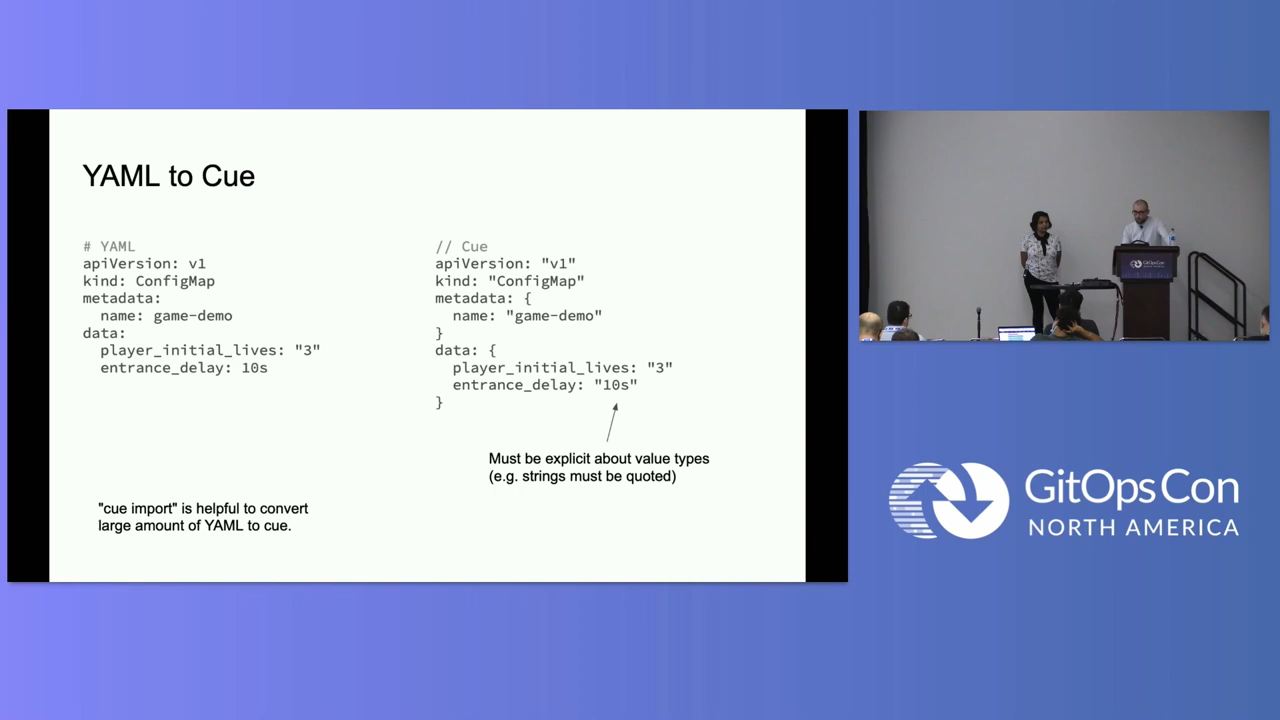 YAML to Cue
# YAML
apiVersion: v1
kind: ConfigMap
metadata:
  name: game-demo
data:
  player_initial_lives: "3"
  entrance_delay: 10s
// Cue
apiVersion: "v1"
kind: "ConfigMap"
metadata: {
  name: "game-demo"
}
data: {
  player_initial_lives: "3"
  entrance_delay: "10s"
}
Must be explicit about value types
(e.g. strings must be quoted)
"cue import" is helpful to convert
large amount of YAML to cue.
GitOpsCon
GitOpsCon
NORTH AMERICA